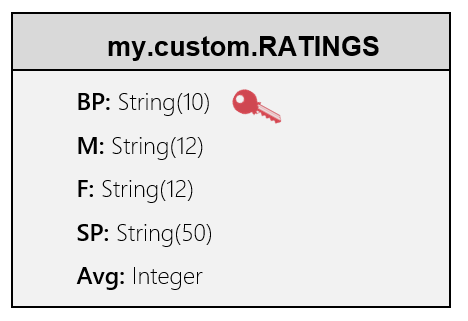 my.custom.RATINGS
BP: String(10)
M: String(12)
F: String(12)
SP: String(50)
Avg: Integer